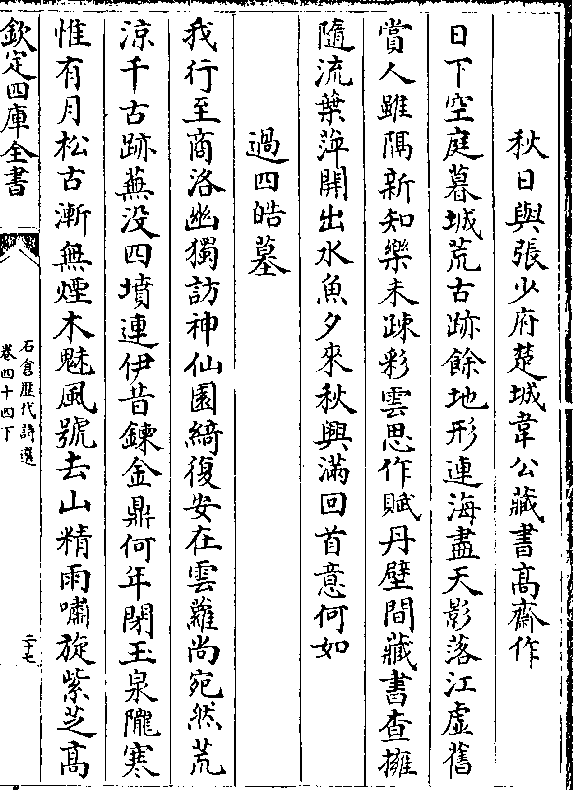 秋日與張少府楚城韋公藏書高齋作
日下空庭暮城荒古跡餘地形連海盡天影落江虛舊
賞人雖隔新知樂未疎彩雲思作賦丹壁間藏書查擁
隨流葉萍開出水魚夕來秋興滿回首意何如
過四皓墓
我行至商洛幽獨訪神仙園綺復安在雲蘿尚宛然荒
涼千古跡蕪没四墳連伊昔鍊金鼎何年閉玉泉隴寒
惟有月松古漸無煙木魅風號去山精雨嘯旋紫芝高
欽定四庫全書
石倉歷代詩選
卷四十四下
二十七